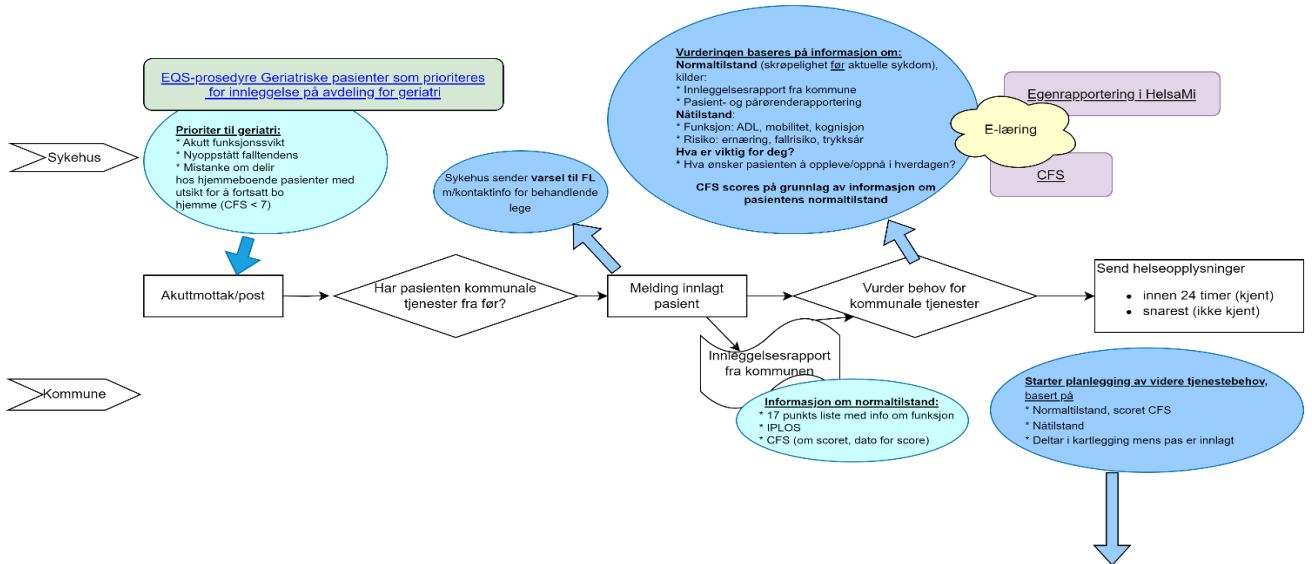 EQS-prosedyre Geriatriske pasienter som prioriteres
for innleggelse på avdeling for geriatri
Prioriter til geriatri:
* Akutt funksjonssvikt
* Nyoppstått falltendens
* Mistanke om delir
hos hjemmeboende pasienter med
utsikt for å fortsatt bo
hjemme (CFS < 7)
Sykehus
Sykehus sender varsel til FL
m/kontaktinfo for behandlende
lege
Vurderingen baseres på informasjon om:
Normaltilstand (skrøpelighet før aktuelle sykdom),
kilder:
* Innleggelsesrapport fra kommune
* Pasient- og pårørenderapportering
Nåtilstand:
* Funksjon: ADL, mobilitet, kognisjon
* Risiko: ernæring, fallrisiko, trykksår
Hva er viktig for deg?
* Hva ønsker pasienten å oppleve/oppnå i hverdagen?
CFS scores på grunnlag av informasjon om
pasientens normaltilstand
Egenrapportering i HelsaMi
E-læring
CFS
Akuttmottak/post
Har pasienten kommunale
tjenester fra før?
Melding innlagt
pasient
Vurder behov for
kommunale tjenester
Send helseopplysninger
• innen 24 timer (kjent)
• snarest (ikke kjent)
Innleggelsesrapport
fra kommunen
Kommune
Informasjon om normaltilstand:
* 17 punkts liste med info om funksjon
* IPLOS
* CFS (om scoret, dato for score)
Starter planlegging av videre tjenestebehov,
basert på
* Normaltilstand, scoret CFS
* Nåtilstand
* Deltar i kartlegging mens pas er innlagt